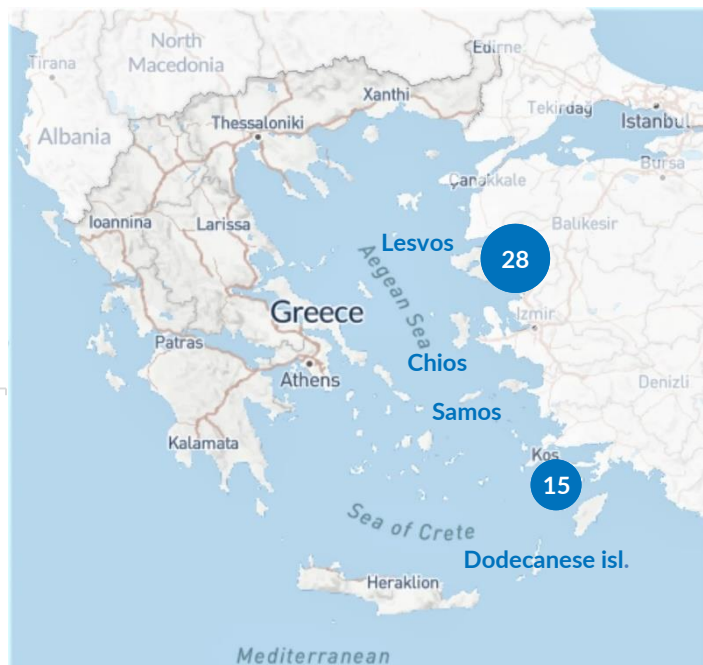 North
Macedonia
Edirne
Tirana
Xanthi
Tekirdağ
Istanbul
Thessaloniki
Albania
Bursa
Çanakkale
Ioannina
Larissa
Balikesir
Lesvos
28
Aegean Sea
Greece
Izmir
Patras
Chios
Athens
Denizli
Samos
Kalamata
Kos
15
Sea of Crete
Dodecanese isl.
Heraklion
Mediterranean